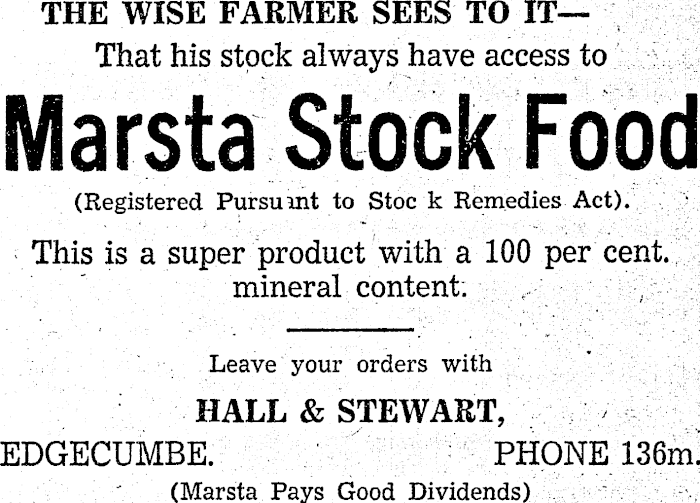 THE WISE FARMER SEES TO IT—
That his stock always have access to
Marsta Stock Food
(Registered Pursuant to Stoc k Remedies Act).
This is a super product with a 100 per cent.
mineral content.
Leave your orders with
HALL & STEWART,
EDGECUMBE. PHONE 136m.
(Marsta Pays Good Dividends)